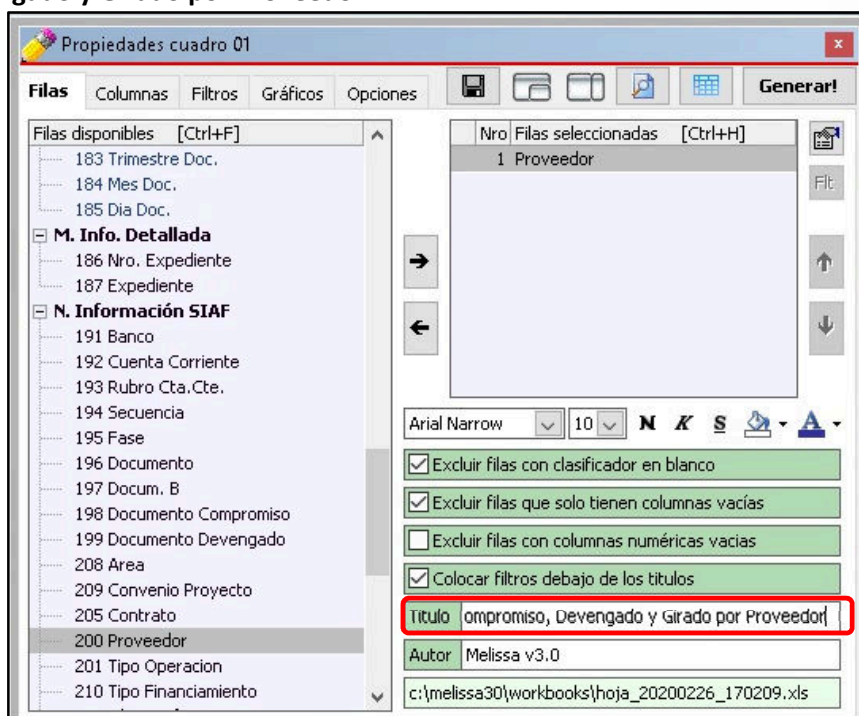 Propiedades cuadro 01
x
Filas Columnas Filtros Gráficos Opciones Generar!
Filas disponibles [Ctrl+F]
183 Trimestre Doc.
184 Mes Doc.
185 Dia Doc.
M. Info. Detallada
186 Nro. Expediente
187 Expediente
N. Información SIAF
191 Banco
192 Cuenta Corriente
193 Rubro Cta.Cte.
194 Secuencia
195 Fase
196 Documento
197 Docum. B
198 Documento Compromiso
199 Documento Devengado
208 Area
209 Convenio Proyecto
205 Contrato
200 Proveedor
201 Tipo Operacion
210 Tipo Financiamiento
Nro Filas seleccionadas [Ctrl+H]
1 Proveedor
Flt
Arial Narrow 10 N K S A
Excluir filas con clasificador en blanco
Excluir filas que solo tienen columnas vacías
Excluir filas con columnas numéricas vacias
Colocar filtros debajo de los titulos
Titulo ompromiso, Devengado y Girado por Proveedor
Autor Melissa v3.0
c:\melissa30\workbooks\hoja_20200226_170209.xls